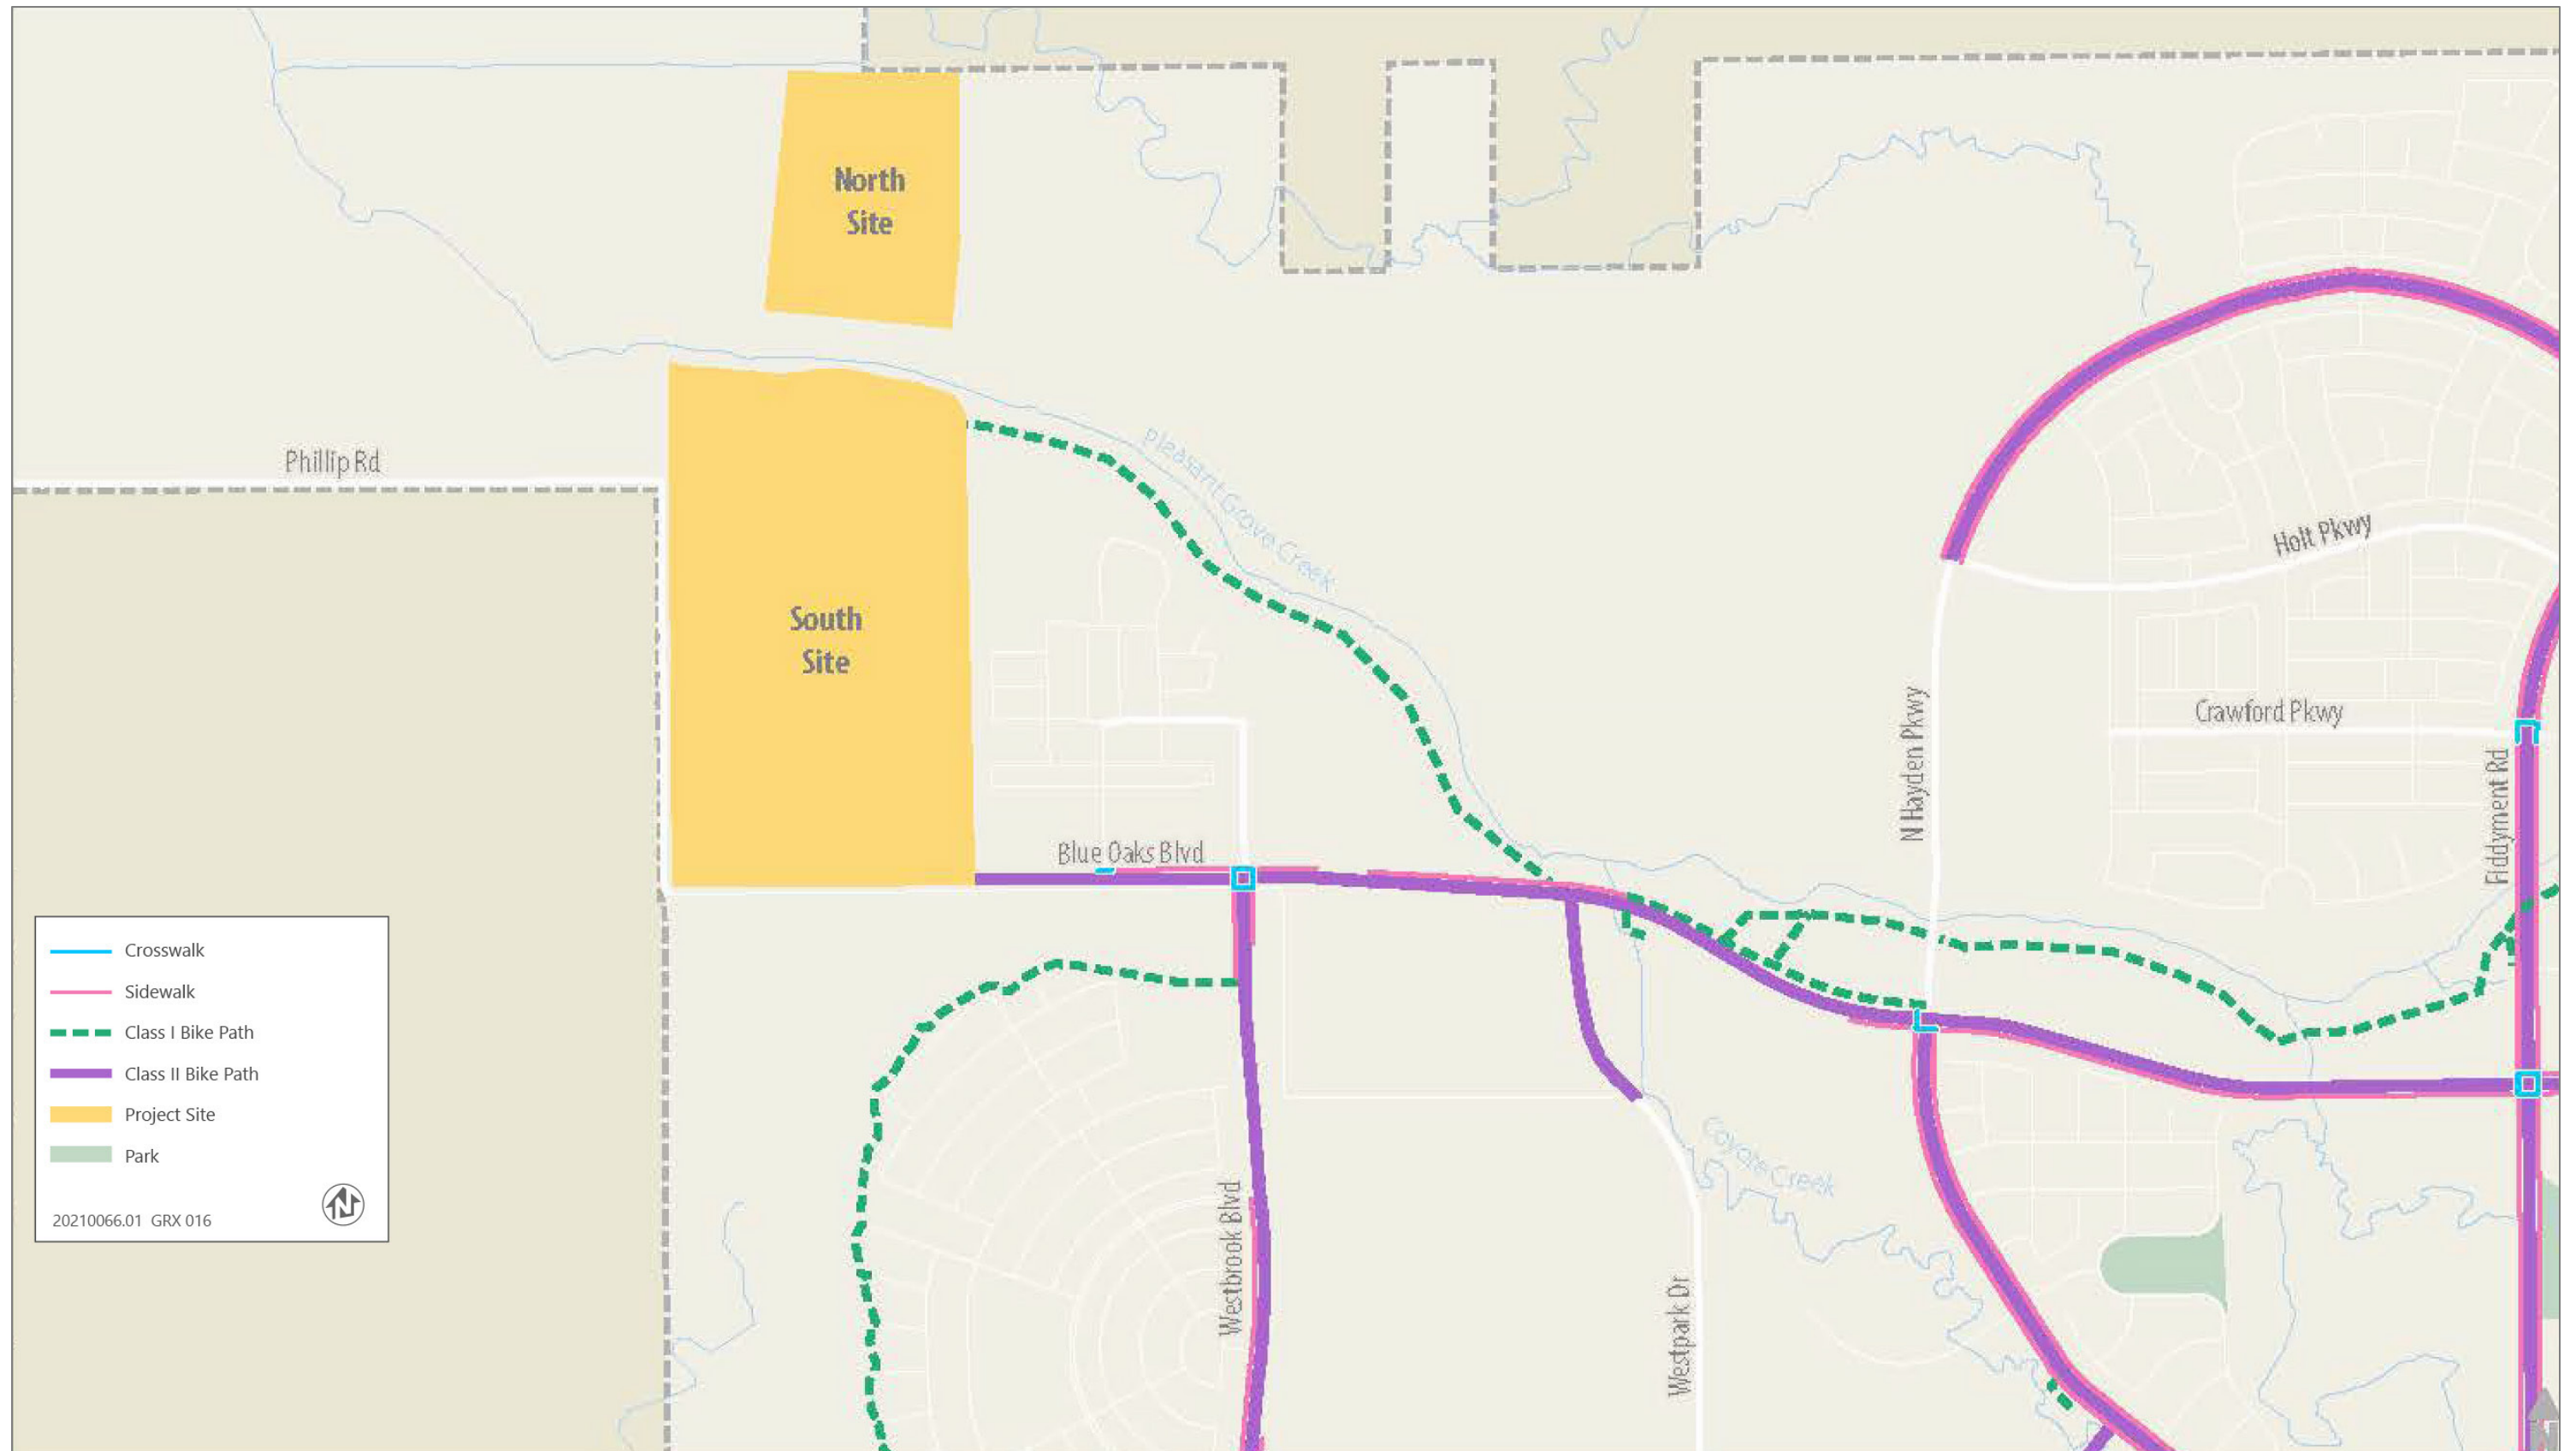 North
Site
Phillip Rd
Pleasant Grove Creek
Holt Pkwy
South
Site
N Hayden Pkwy
Crawford Pkwy
Fiddyment Rd
Blue Oaks Blvd
Crosswalk
Sidewalk
Class I Bike Path
Class II Bike Path
Project Site
Park
20210066.01 GRX 016
N
Coyote Creek
Westbrook Blvd
Westpark Dr